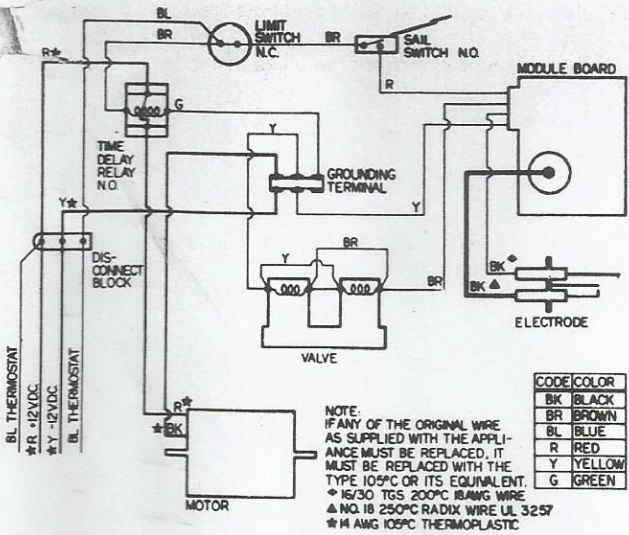 BL
LIMIT
SWITCH
N.C.
BR
BR
SAIL
SWITCH N.O.
R★
R
MODULE BOARD
G
Y
TIME
DELAY
RELAY
N.O.
GROUNDING
TERMINAL
Y★
Y
DIS-
CONNECT
BLOCK
Y
BR
BR
BK ◆
BK ▲
ELECTRODE
VALVE
BL THERMOSTAT
★R +12V.D.C.
★Y -12V.D.C.
BL THERMOSTAT
R★
★BK
MOTOR
NOTE:
IF ANY OF THE ORIGINAL WIRE
AS SUPPLIED WITH THE APPLI-
ANCE MUST BE REPLACED, IT
MUST BE REPLACED WITH THE
TYPE 105°C OR ITS EQUIVALENT.
◆ 16/30 TGS 200°C 18AWG WIRE
▲ NO. 18 250°C RADIX WIRE UL 3257
★ 14 AWG 105°C THERMOPLASTIC
CODE COLOR
BK BLACK
BR BROWN
BL BLUE
R RED
Y YELLOW
G GREEN